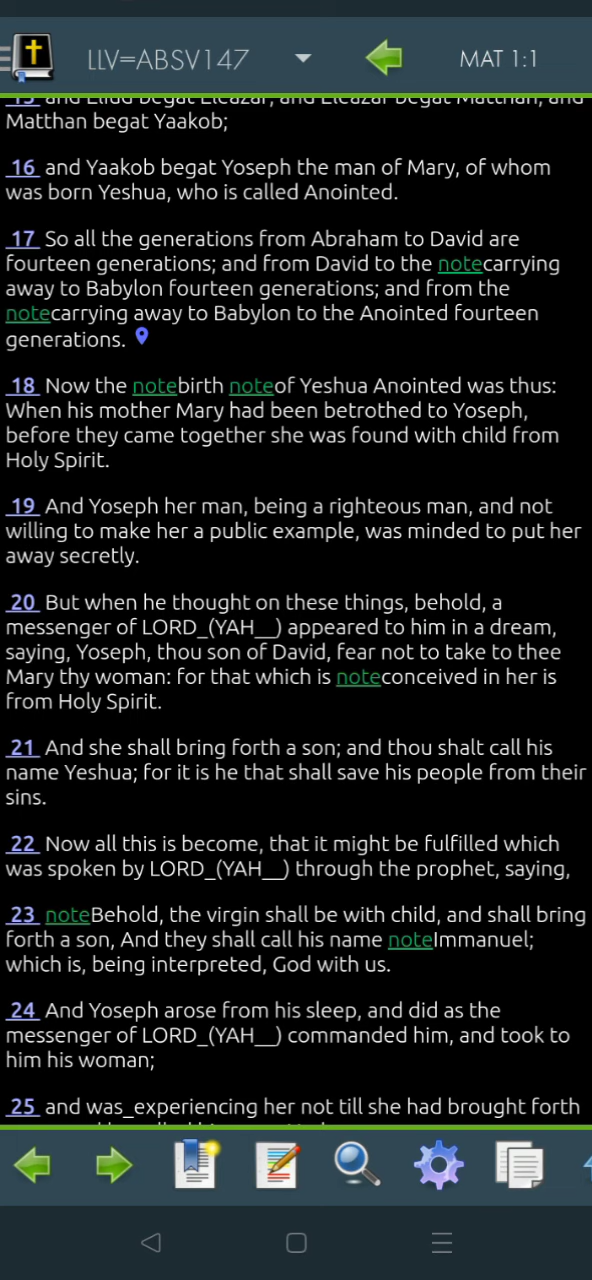 LLV=ABSV147
MAT 1:1
15 and Eliud begat Eleazar; and Eleazar begat Matthan; and
Matthan begat Yaakob;
16 and Yaakob begat Yoseph the man of Mary, of whom
was born Yeshua, who is called Anointed.
17 So all the generations from Abraham to David are
fourteen generations; and from David to the notecarrying
away to Babylon fourteen generations; and from the
notecarrying away to Babylon to the Anointed fourteen
generations.
18 Now the notebirth noteof Yeshua Anointed was thus:
When his mother Mary had been betrothed to Yoseph,
before they came together she was found with child from
Holy Spirit.
19 And Yoseph her man, being a righteous man, and not
willing to make her a public example, was minded to put her
away secretly.
20 But when he thought on these things, behold, a
messenger of LORD_(YAH__) appeared to him in a dream,
saying, Yoseph, thou son of David, fear not to take to thee
Mary thy woman: for that which is noteconceived in her is
from Holy Spirit.
21 And she shall bring forth a son; and thou shalt call his
name Yeshua; for it is he that shall save his people from their
sins.
22 Now all this is become, that it might be fulfilled which
was spoken by LORD_(YAH__) through the prophet, saying,
23 noteBehold, the virgin shall be with child, and shall bring
forth a son, And they shall call his name noteImmanuel;
which is, being interpreted, God with us.
24 And Yoseph arose from his sleep, and did as the
messenger of LORD_(YAH__) commanded him, and took to
him his woman;
25 and was_experiencing her not till she had brought forth